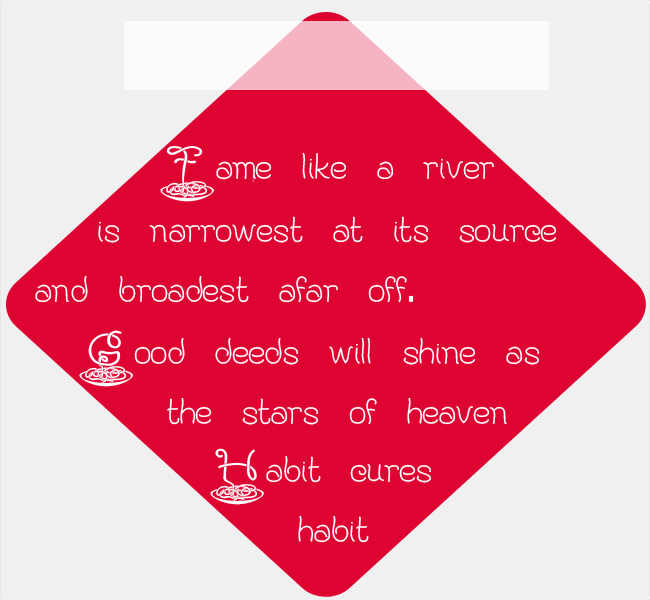 Fame like a river
is narrowest at its source
and broadest afar off.
Good deeds will shine as
the stars of heaven
Habit cures
habit